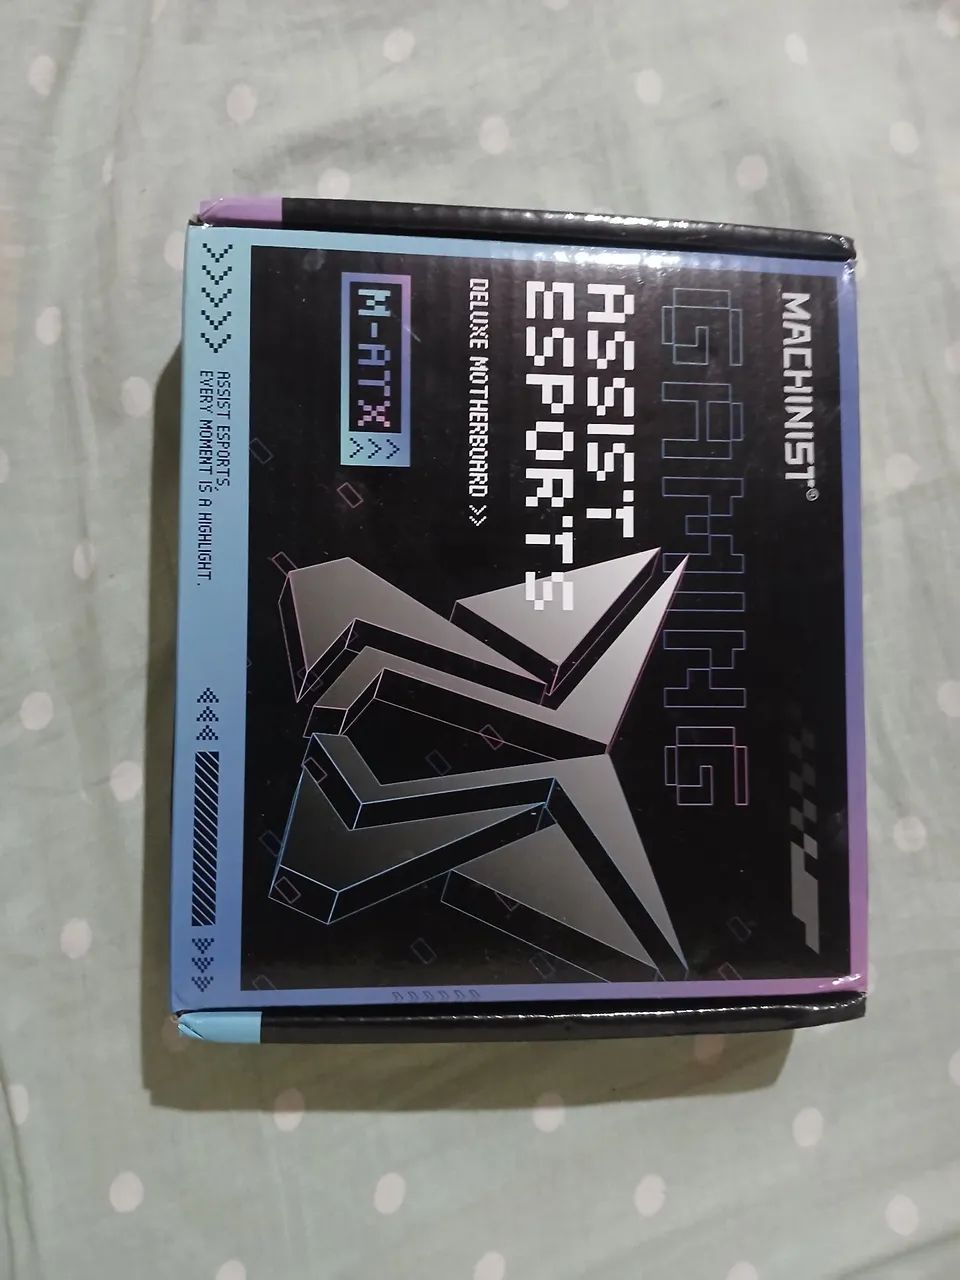 MACHINIST®
GAMING
ASSIST
ESPORTS
DELUXE MOTHERBOARD >>
M-ATX
ASSIST ESPORTS,
EVERY MOMENT IS A HIGHLIGHT.